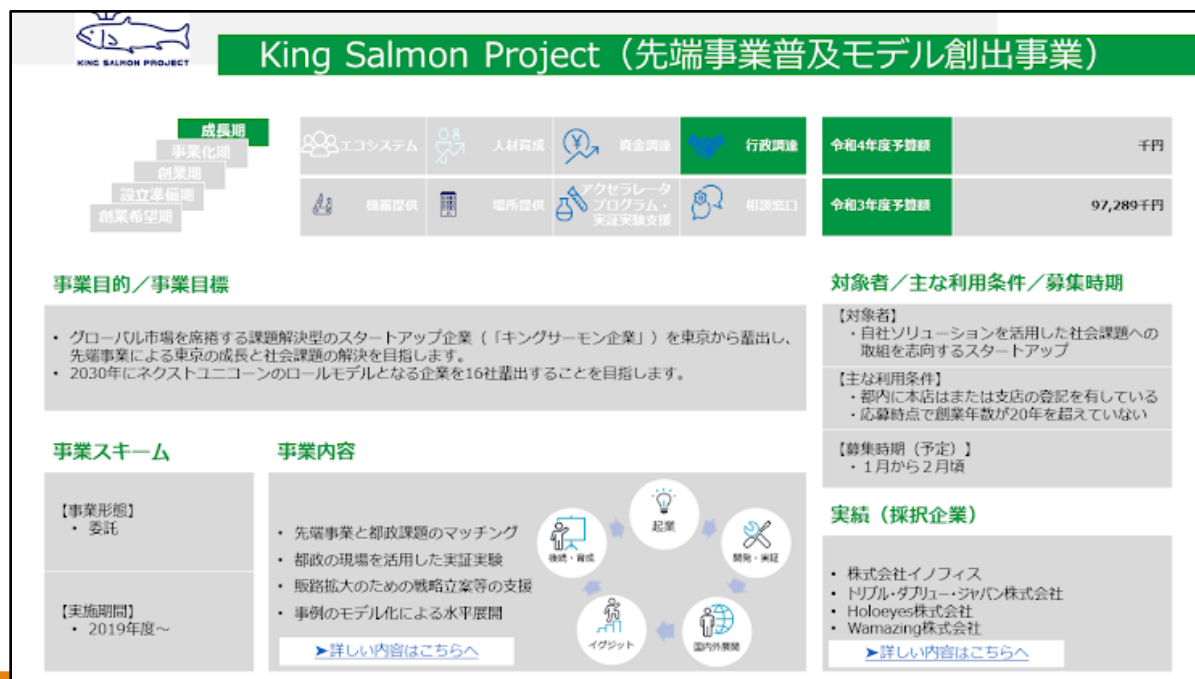 KING SALMON PROJECT
King Salmon Project（先端事業普及モデル創出事業）
成長期
事業化期
創業期
設立準備期
創業希望期
エコシステム
人材育成
資金調達
行政調達
機器提供
場所提供
アクセラレータ
プログラム・
実証実験支援
相談窓口
令和4年度予算額
千円
令和3年度予算額
97,289千円
事業目的／事業目標
・ グローバル市場を席捲する課題解決型のスタートアップ企業（「キングサーモン企業」）を東京から輩出し、
先端事業による東京の成長と社会課題の解決を目指します。
・ 2030年にネクストユニコーンのロールモデルとなる企業を16社輩出することを目指します。
対象者／主な利用条件／募集時期
【対象者】
・自社ソリューションを活用した社会課題への
取組を志向するスタートアップ
【主な利用条件】
・都内に本店はまたは支店の登記を有している
・応募時点で創業年数が20年を超えていない
【募集時期（予定）】
・１月から２月頃
事業スキーム
【事業形態】
・ 委託
【実施期間】
・ 2019年度～
事業内容
・ 先端事業と都政課題のマッチング
・ 都政の現場を活用した実証実験
・ 販路拡大のための戦略立案等の支援
・ 事例のモデル化による水平展開
➤詳しい内容はこちらへ
起業
開発・実証
国内外展開
イグジット
後続・育成
実績（採択企業）
・ 株式会社イノフィス
・ トリプル・ダブリュー・ジャパン株式会社
・ Holoeyes株式会社
・ Wamazing株式会社
➤詳しい内容はこちらへ